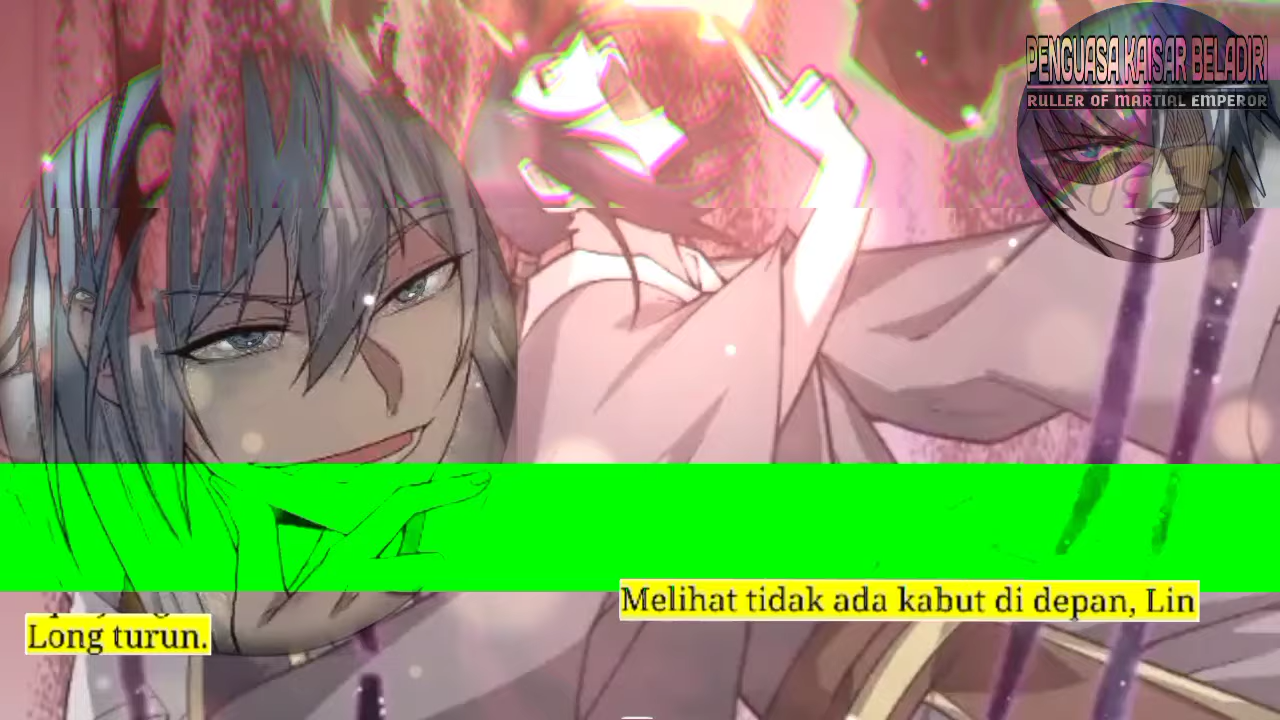 PENGUASA KAISAR BELADIRI
RULLER OF MARTIAL EMPEROR
Melihat tidak ada kabut di depan, Lin
Long turun.